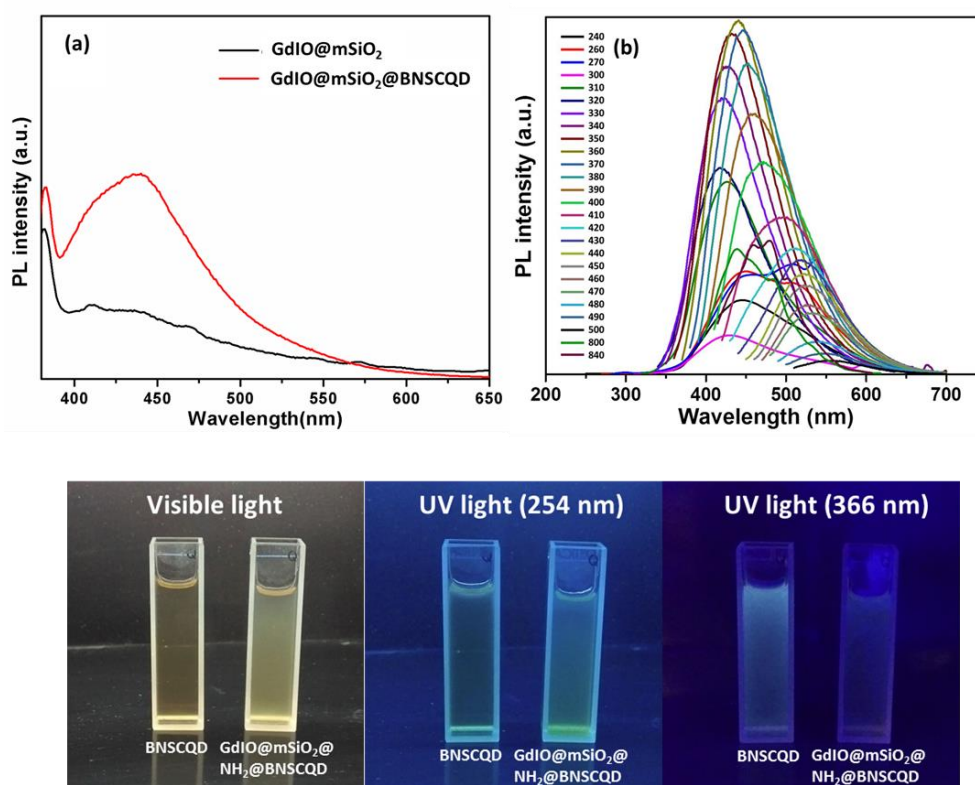 (a)
GdIO@mSiO₂
GdIO@mSiO₂@BNSCQD
PL intensity (a.u.)
400 450 500 550 600 650
Wavelength(nm)
(b)
240
260
270
300
310
320
330
340
350
360
370
380
390
400
410
420
430
440
450
460
470
480
490
500
800
840
PL intensity (a.u.)
200 300 400 500 600 700
Wavelength (nm)
Visible light
BNSCQD
GdIO@mSiO₂@
NH₂@BNSCQD
UV light (254 nm)
BNSCQD
GdIO@mSiO₂@
NH₂@BNSCQD
UV light (366 nm)
BNSCQD
GdIO@mSiO₂@
NH₂@BNSCQD